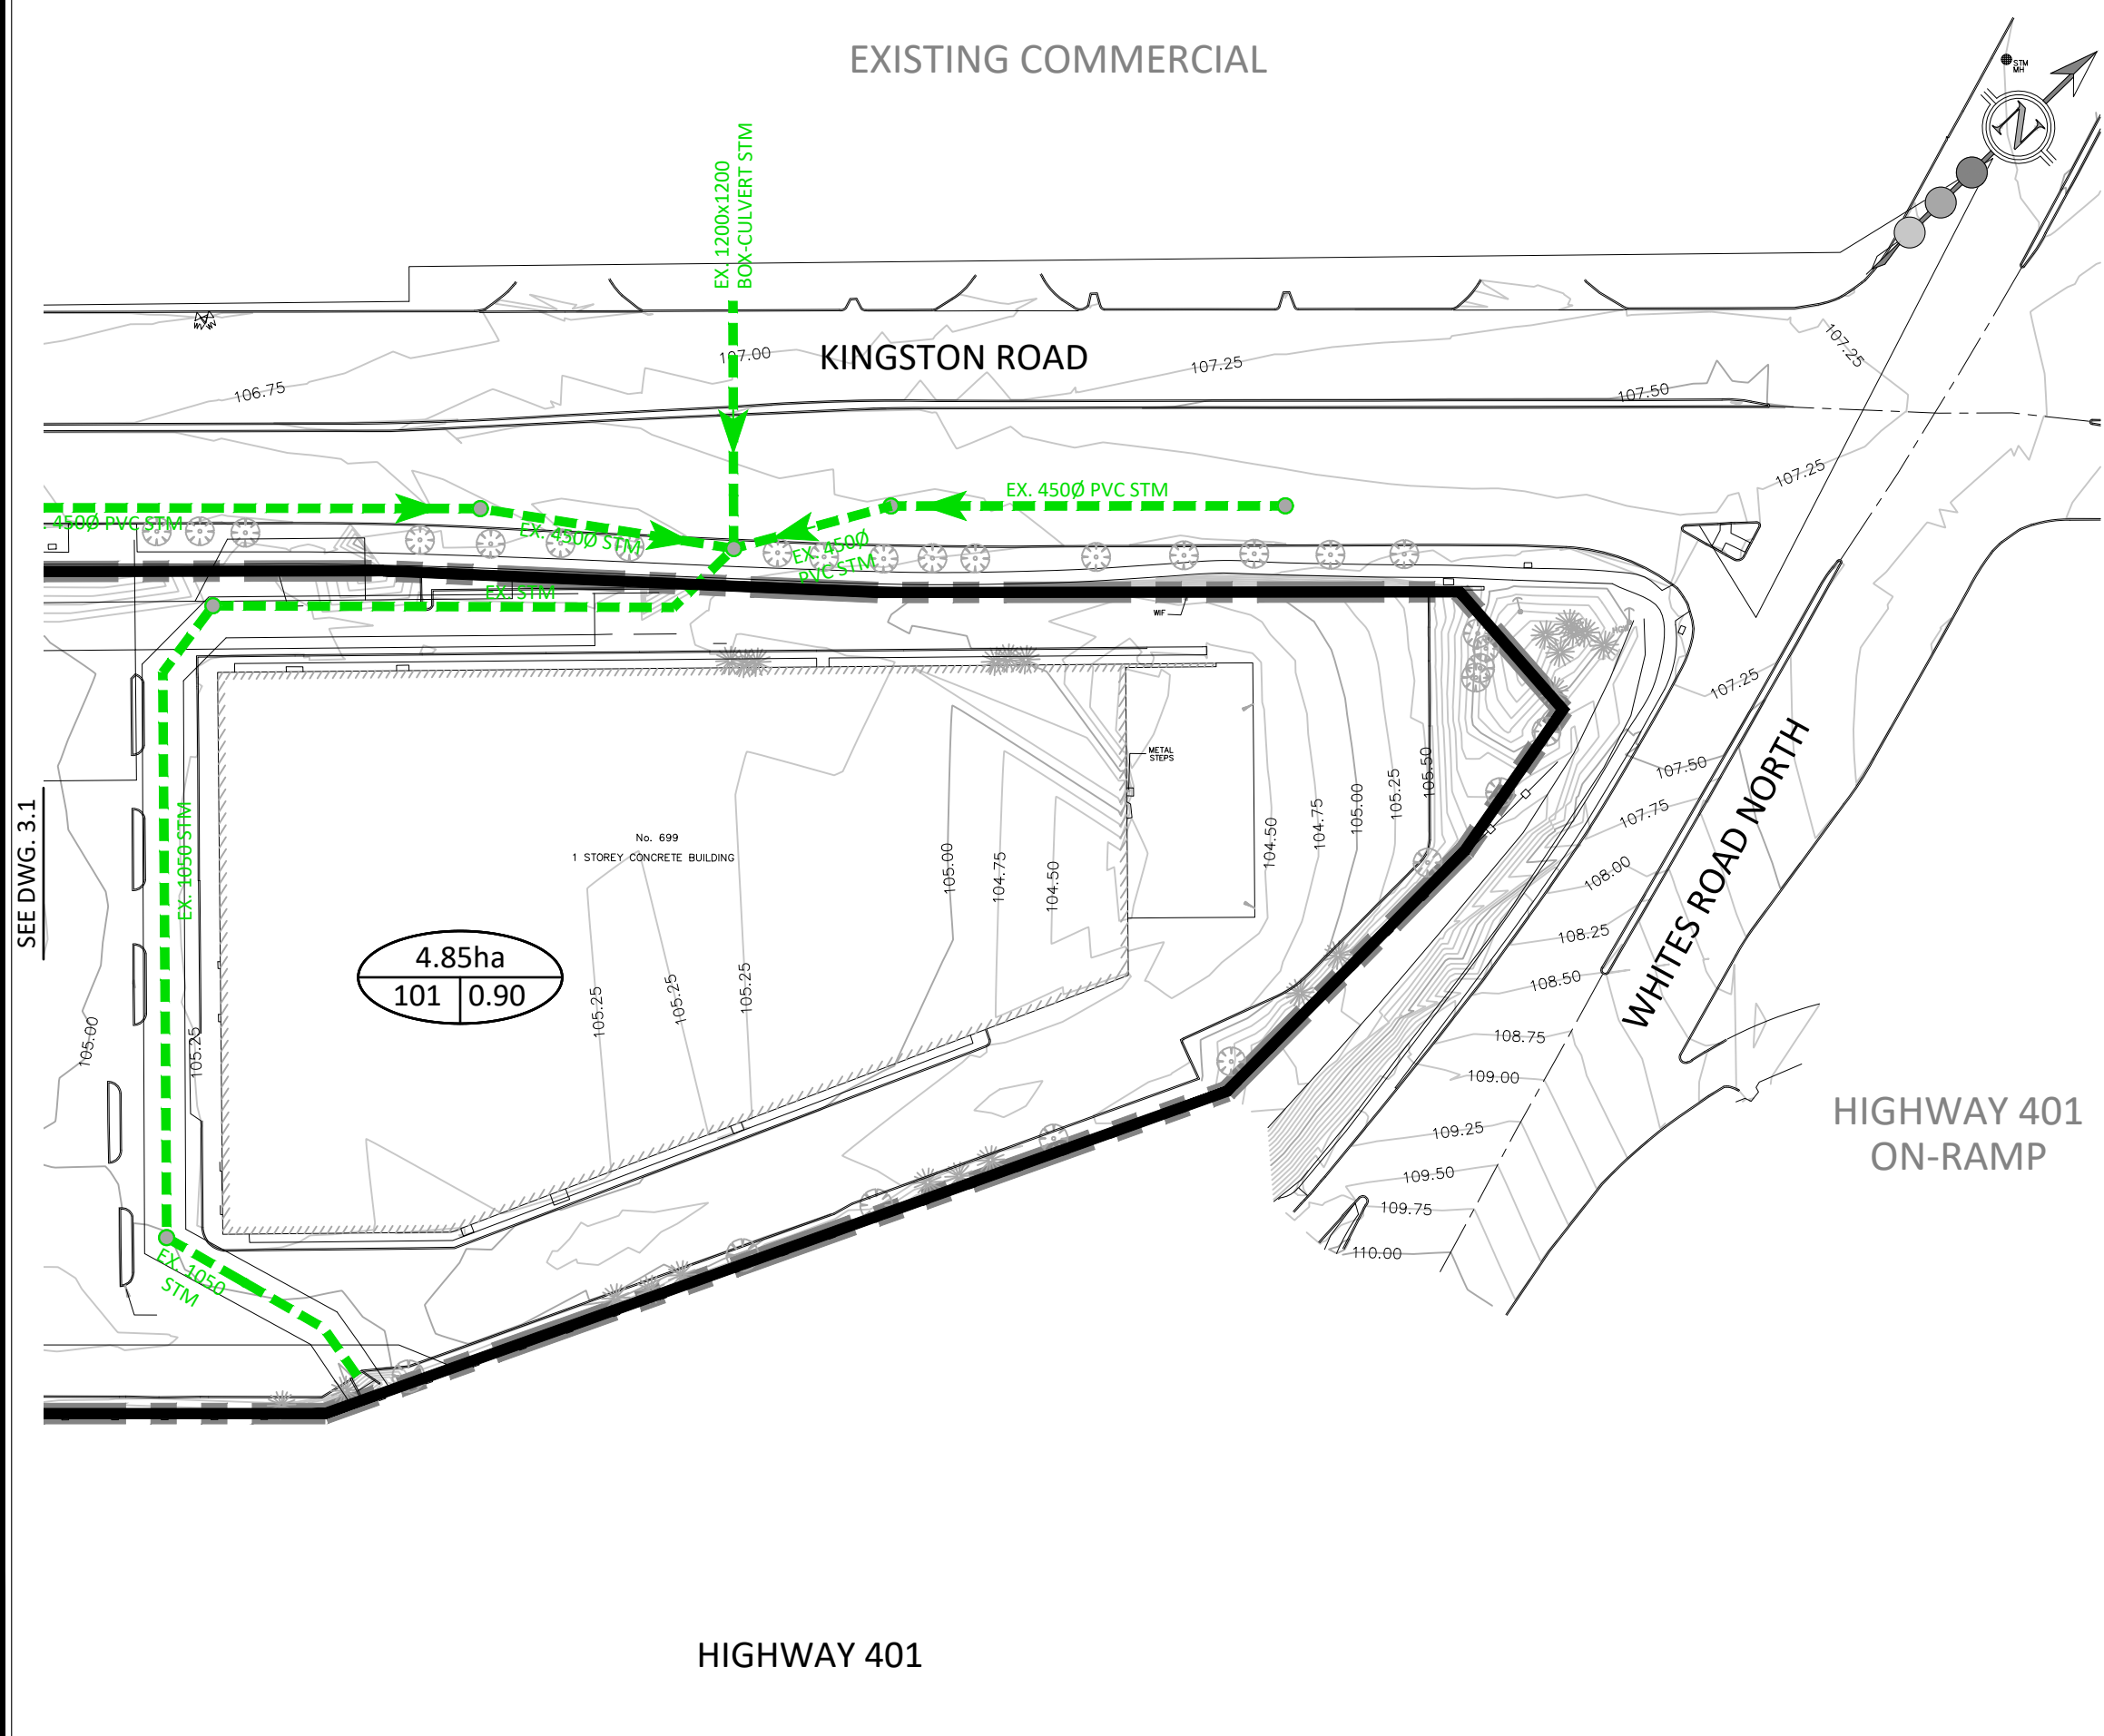 EXISTING COMMERCIAL
STM
MH
N
EX. 1200x1200
BOX-CULVERT STM
WV
WV
107.00
KINGSTON ROAD
107.25
107.25
106.75
107.50
107.25
EX. 450Ø PVC STM
450Ø PVC STM
EX. 450Ø STM
EX. 450Ø
PVC STM
EX. STM
WIF
107.25
METAL
STEPS
107.50
107.75
SEE DWG. 3.1
EX. 1050 STM
No. 699
1 STOREY CONCRETE BUILDING
105.00
104.75
104.50
104.50
104.75
105.00
105.25
105.50
108.00
WHITES ROAD NORTH
108.25
108.50
4.85ha
101 0.90
105.25
105.25
105.25
105.00
105.25
108.75
109.00
109.25
109.50
109.75
110.00
HIGHWAY 401
ON-RAMP
EX. 1050
STM
HIGHWAY 401